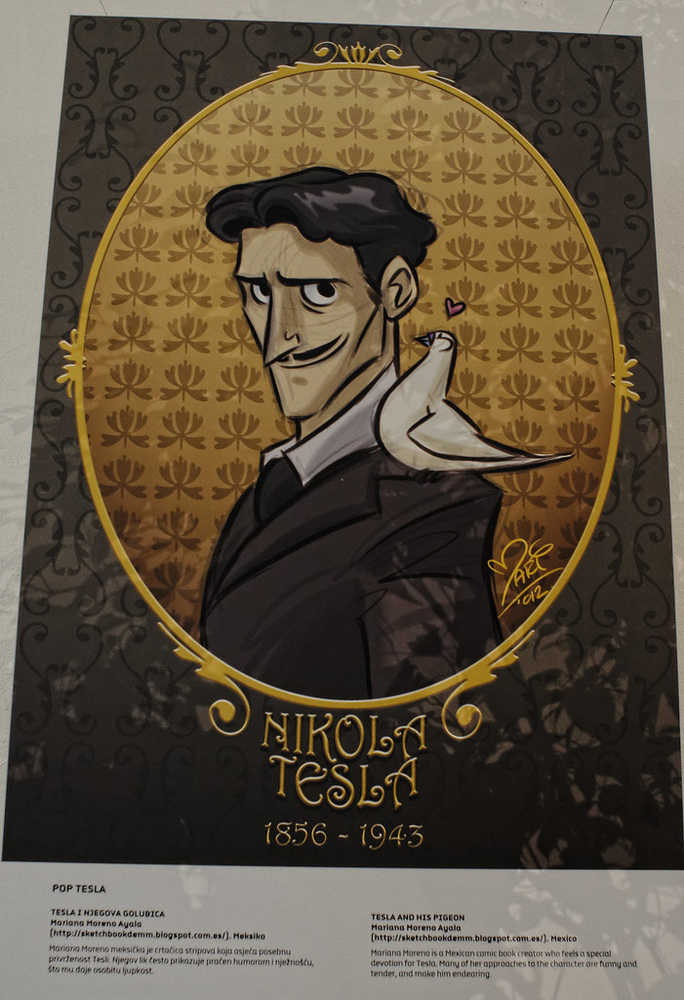 ART
'012
NIKOLA
TESLA
1856 - 1943
POP TESLA
TESLA I NJEGOVA GOLUBICA
Mariana Moreno Ayala
(http://sketchbookdemm.blogspot.com.es/). Meksiko
Mariana Moreno meksička je crtačica stripova koja osjeća posebnu
privrženost Tesli. Njegov lik često prikazuje praćen humorom i nježnošću,
što mu daje osobitu ljupkost.
TESLA AND HIS PIGEON
Mariana Moreno Ayala
(http://sketchbookdemm.blogspot.com.es/). Mexico
Mariana Moreno is a Mexican comic book creator who feels a special
devotion for Tesla. Many of her approaches to the character are funny and
tender, and make him endearing.